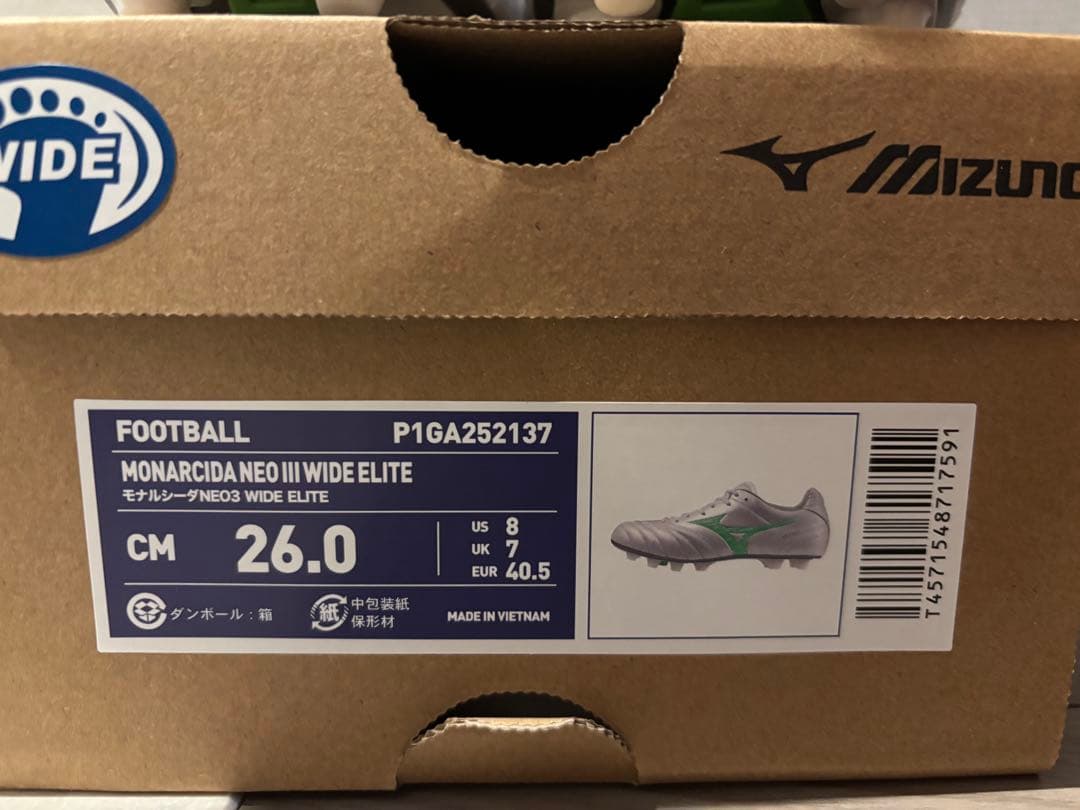 WIDE
MIZUNO
FOOTBALL P1GA252137
MONARCIDA NEO III WIDE ELITE
モナルシーダNEO3 WIDE ELITE
CM 26.0
US 8
UK 7
EUR 40.5
ダンボール：箱
紙 中包装紙
保形材
MADE IN VIETNAM
T4571548717591